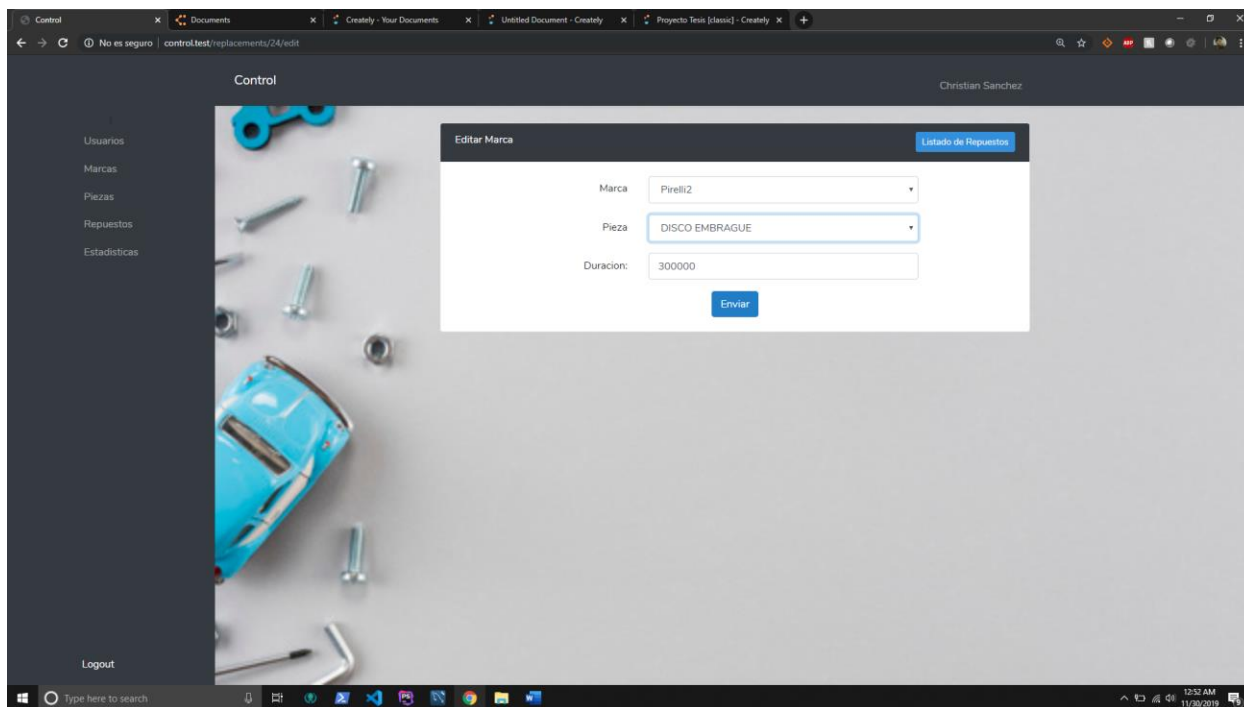 Control
Documents
Creately - Your Documents
Untitled Document - Creately
Proyecto Tesis [classic] - Creately
No es seguro | control.test/replacements/24/edit
ABP
Control
Christian Sanchez
Usuarios
Marcas
Piezas
Repuestos
Estadisticas
Editar Marca
Listado de Repuestos
Marca
Pirelli2
Pieza
DISCO EMBRAGUE
Duracion:
300000
Enviar
Logout
Type here to search
12:52 AM
11/30/2019